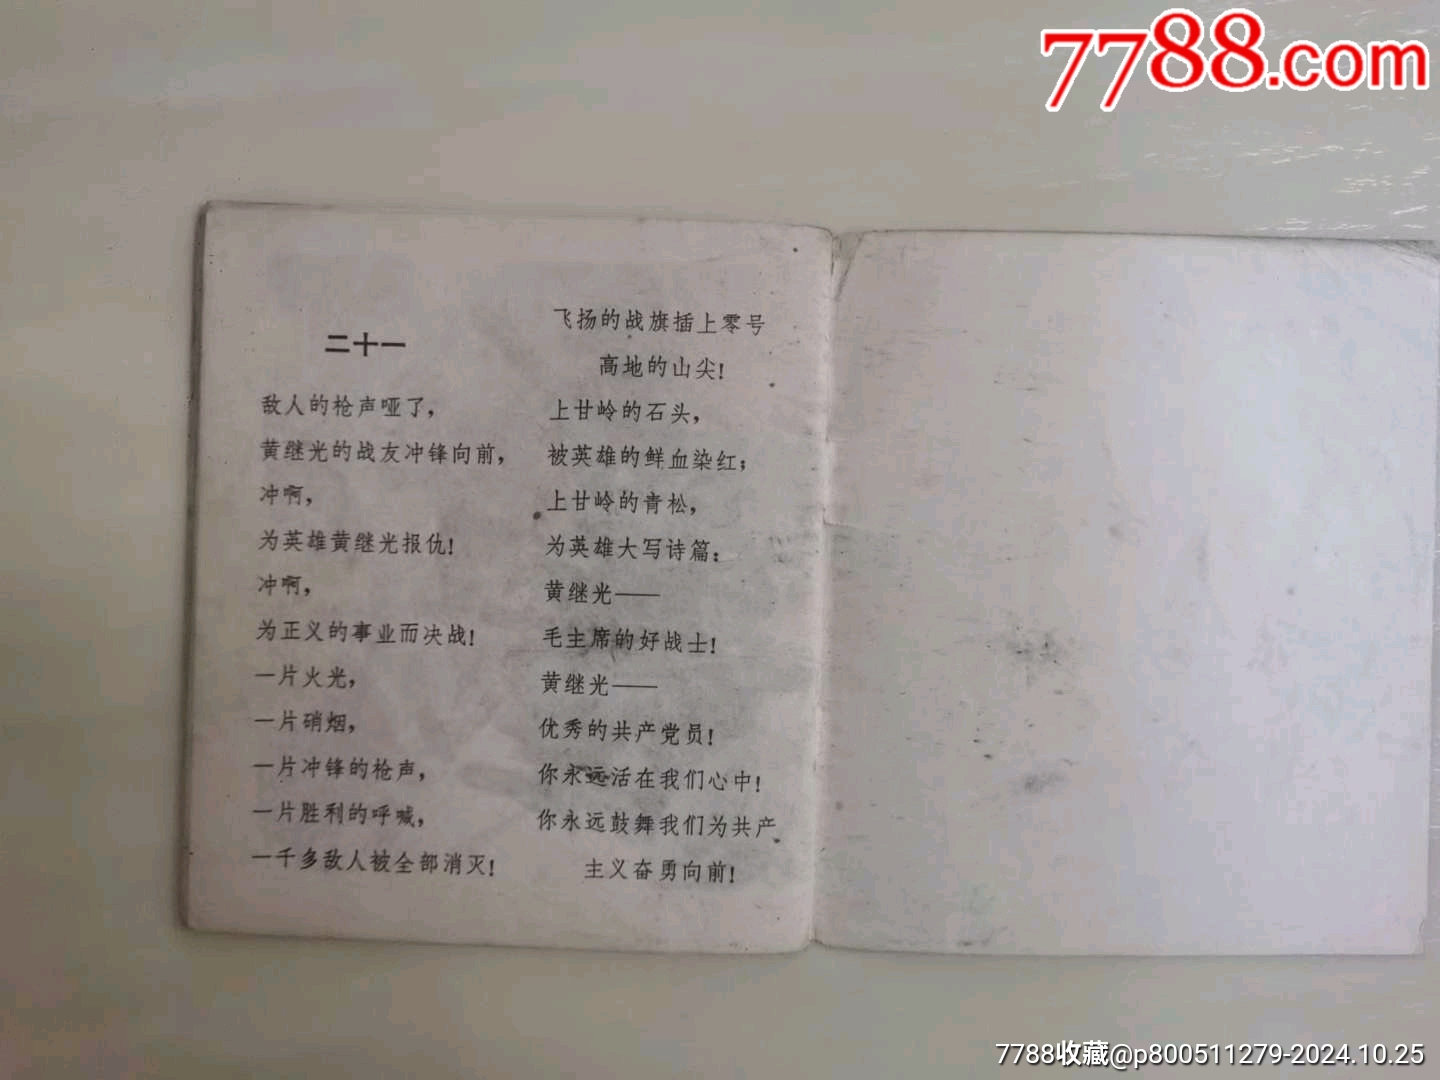 7788.com
二十一
敌人的枪声哑了，
黄继光的战友冲锋向前，
冲啊，
为英雄黄继光报仇！
冲啊，
为正义的事业而决战！
一片火光，
一片硝烟，
一片冲锋的枪声，
一片胜利的呼喊，
一千多敌人被全部消灭！
飞扬的战旗插上零号
高地的山尖！
上甘岭的石头，
被英雄的鲜血染红；
上甘岭的青松，
为英雄大写诗篇：
黄继光——
毛主席的好战士！
黄继光——
优秀的共产党员！
你永远活在我们心中！
你永远鼓舞我们为共产
主义奋勇向前！
7788收藏@p800511279-2024.10.25